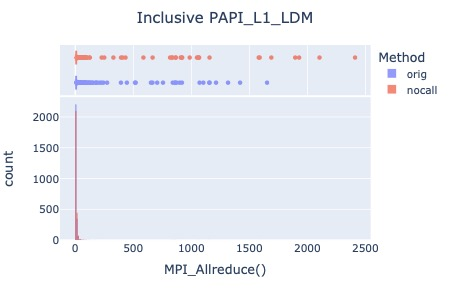 Inclusive PAPI_L1_LDM
Method
orig
nocall
2000
1500
1000
500
0
count
0 500 1000 1500 2000 2500
MPI_Allreduce()